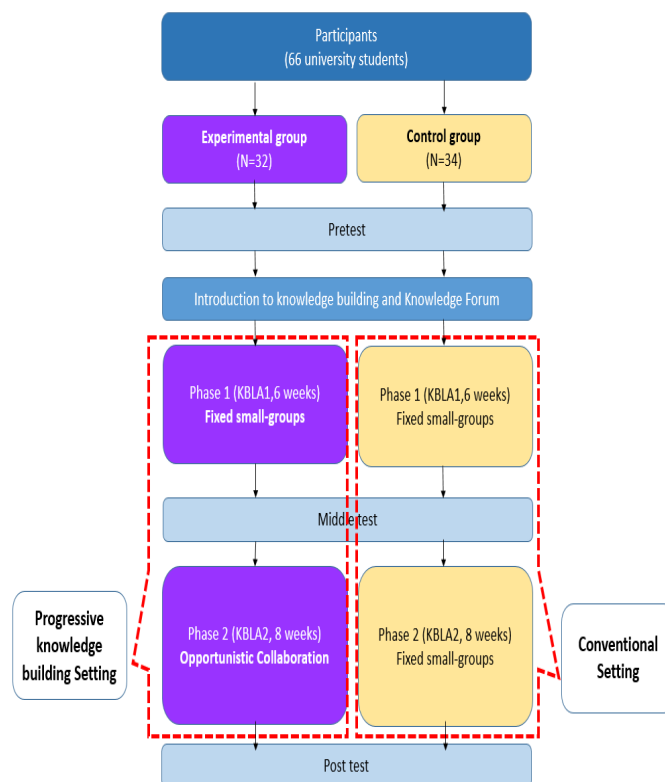 Participants
(66 university students)
Experimental group
(N=32)
Control group
(N=34)
Pretest
Introduction to knowledge building and Knowledge Forum
Phase 1 (KBLA1,6 weeks)
Fixed small-groups
Phase 1 (KBLA1,6 weeks)
Fixed small-groups
Middle test
Progressive
knowledge
building Setting
Phase 2 (KBLA2, 8 weeks)
Opportunistic Collaboration
Phase 2 (KBLA2, 8 weeks)
Fixed small-groups
Conventional
Setting
Post test